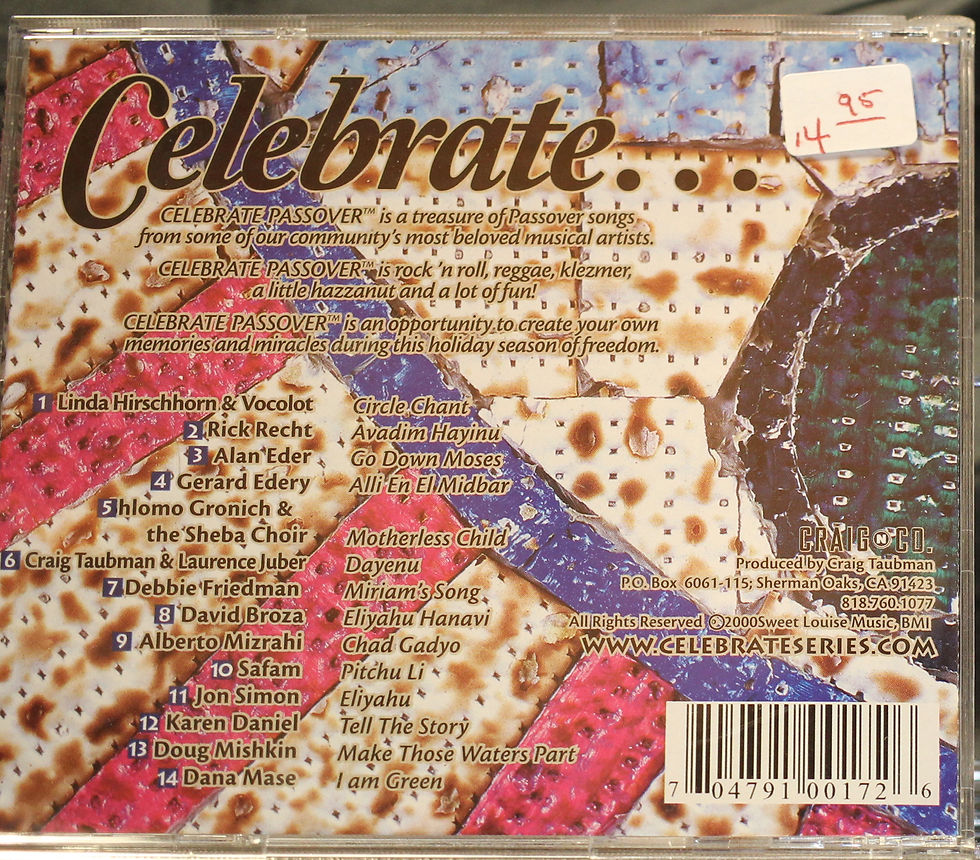 Celebrate...
14 95
CELEBRATE PASSOVER™ is a treasure of Passover songs
from some of our community's most beloved musical artists.
CELEBRATE PASSOVER™ is rock 'n roll, reggae, klezmer,
a little hazzanut and a lot of fun!
CELEBRATE PASSOVER™ is an opportunity to create your own
memories and miracles during this holiday season of freedom.
1 Linda Hirschhorn & Vocolot Circle Chant
2 Rick Recht Avadim Hayinu
3 Alan Eder Go Down Moses
4 Gerard Edery Alli En El Midbar
5 hlomo Gronich &
the Sheba Choir Motherless Child
6 Craig Taubman & Laurence Juber Dayenu
7 Debbie Friedman Miriam's Song
8 David Broza Eliyahu Hanavi
9 Alberto Mizrahi Chad Gadyo
10 Safam Pitchu Li
11 Jon Simon Eliyahu
12 Karen Daniel Tell The Story
13 Doug Mishkin Make Those Waters Part
14 Dana Mase I am Green
CRAIG N CO.
Produced by Craig Taubman
P.O. Box 6061-115; Sherman Oaks, CA 91423
818.760.1077
All Rights Reserved ©2000Sweet Louise Music, BMI
WWW.CELEBRATESERIES.COM
7 04791 00172 6